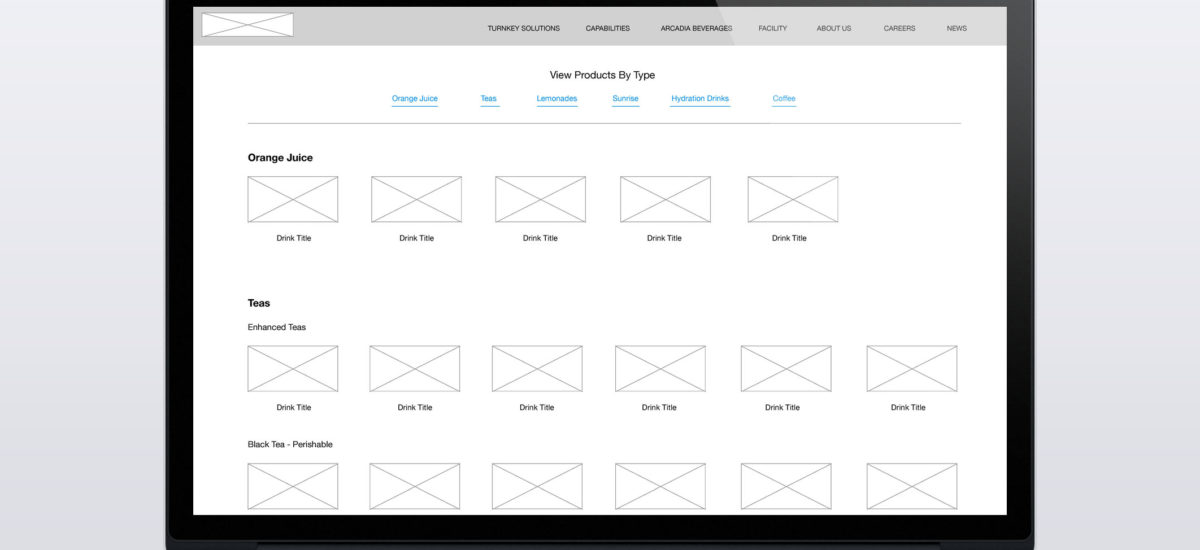 TURNKEY SOLUTIONS CAPABILITIES ARCADIA BEVERAGES FACILITY ABOUT US CAREERS NEWS
View Products By Type
Orange Juice Teas Lemonades Sunrise Hydration Drinks Coffee
Orange Juice
Drink Title Drink Title Drink Title Drink Title Drink Title
Teas
Enhanced Teas
Drink Title Drink Title Drink Title Drink Title Drink Title Drink Title
Black Tea - Perishable